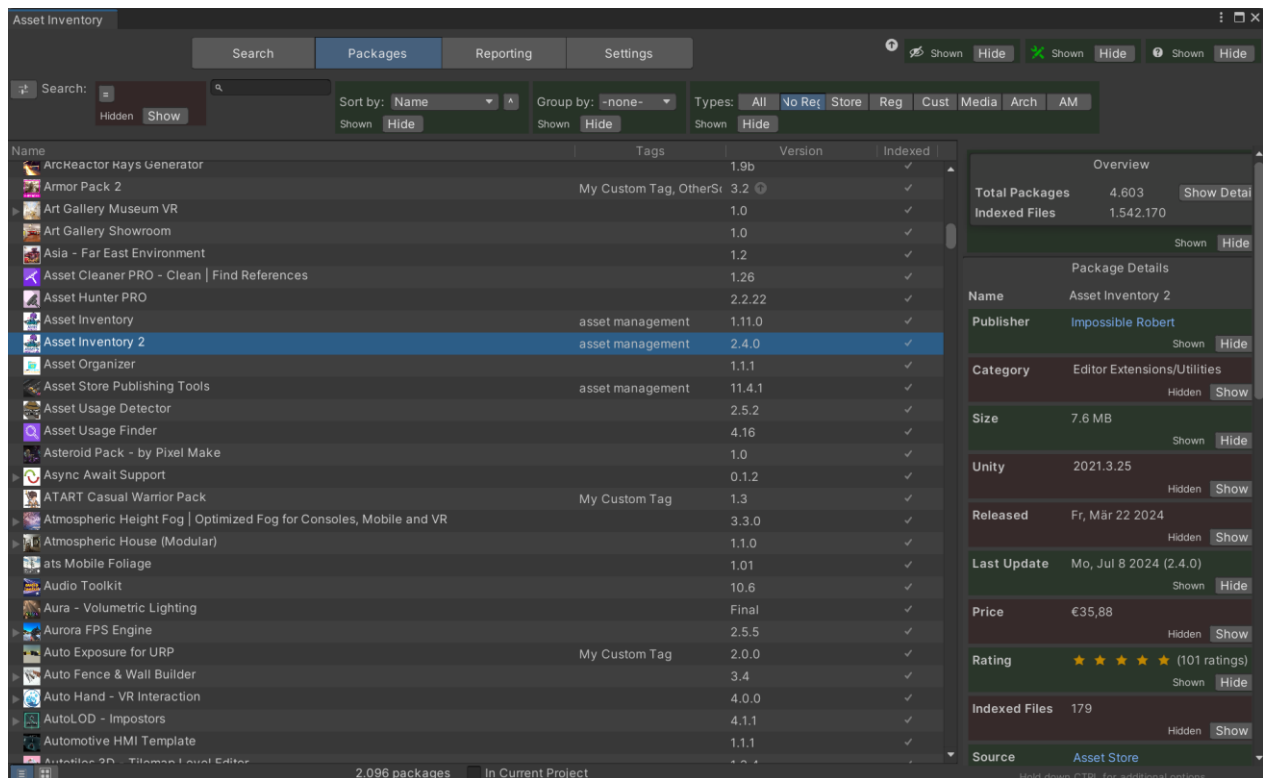 Asset Inventory
Search Packages Reporting Settings Shown Hide Shown Hide Shown Hide
Search: Hidden Show
Sort by: Name Group by: -none- Types: All No Reg Store Reg Cust Media Arch AM
Shown Hide Shown Hide Shown Hide
Name Tags Version Indexed
ArcReactor Rays Generator 1.9b
Armor Pack 2 My Custom Tag, OtherSc 3.2
Art Gallery Museum VR 1.0
Art Gallery Showroom 1.0
Asia - Far East Environment 1.2
Asset Cleaner PRO - Clean | Find References 1.26
Asset Hunter PRO 2.2.22
Asset Inventory asset management 1.11.0
Asset Inventory 2 asset management 2.4.0
Asset Organizer 1.1.1
Asset Store Publishing Tools asset management 11.4.1
Asset Usage Detector 2.5.2
Asset Usage Finder 4.16
Asteroid Pack - by Pixel Make 1.0
Async Await Support 0.1.2
ATART Casual Warrior Pack My Custom Tag 1.3
Atmospheric Height Fog | Optimized Fog for Consoles, Mobile and VR 3.3.0
Atmospheric House (Modular) 1.1.0
ats Mobile Foliage 1.01
Audio Toolkit 10.6
Aura - Volumetric Lighting Final
Aurora FPS Engine 2.5.5
Auto Exposure for URP My Custom Tag 2.0.0
Auto Fence & Wall Builder 3.4
Auto Hand - VR Interaction 4.0.0
AutoLOD - Impostors 4.1.1
Automotive HMI Template 1.1.1
Autotiles 3D - Tilemap Level Editor
2.096 packages In Current Project
Overview
Total Packages 4.603 Show Detai
Indexed Files 1.542.170
Shown Hide
Package Details
Name Asset Inventory 2
Publisher Impossible Robert
Shown Hide
Category Editor Extensions/Utilities
Hidden Show
Size 7.6 MB
Shown Hide
Unity 2021.3.25
Hidden Show
Released Fr, Mär 22 2024
Hidden Show
Last Update Mo, Jul 8 2024 (2.4.0)
Shown Hide
Price €35,88
Hidden Show
Rating (101 ratings)
Shown Hide
Indexed Files 179
Hidden Show
Source Asset Store
Hold down CTRL for additional options